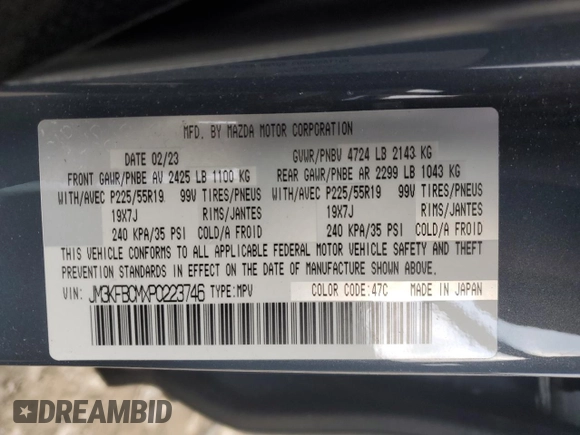 MFD. BY MAZDA MOTOR CORPORATION
DATE 02/23 GVWR/PNBV 4724 LB 2143 KG
FRONT GAWR/PNBE AV 2425 LB 1100 KG REAR GAWR/PNBE AR 2299 LB 1043 KG
WITH/AVEC P225/55R19 99V TIRES/PNEUS WITH/AVEC P225/55R19 99V TIRES/PNEUS
19X7J RIMS/JANTES 19X7J RIMS/JANTES
240 KPA/35 PSI COLD/A FROID 240 KPA/35 PSI COLD/A FROID
THIS VEHICLE CONFORMS TO ALL APPLICABLE FEDERAL MOTOR VEHICLE SAFETY AND THEFT
PREVENTION STANDARDS IN EFFECT ON THE DATE OF MANUFACTURE SHOWN ABOVE.
VIN: JM3KFBCMXP0223746 TYPE:MPV COLOR CODE:47C MADE IN JAPAN
DREAMBID